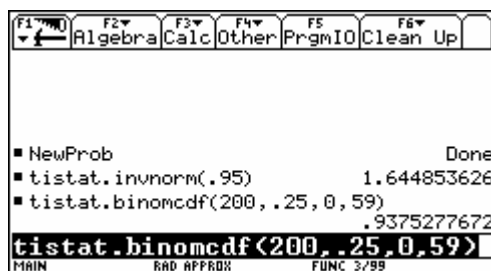 F1 F2 F3 F4 F5 F6
Algebra Calc Other PrgmIO Clean Up
NewProb Done
tistat.invnorm(.95) 1.644853626
tistat.binomcdf(200,.25,0,59)
.9375277672
tistat.binomcdf(200,.25,0,59)
MAIN RAD APPROX FUNC 3/99